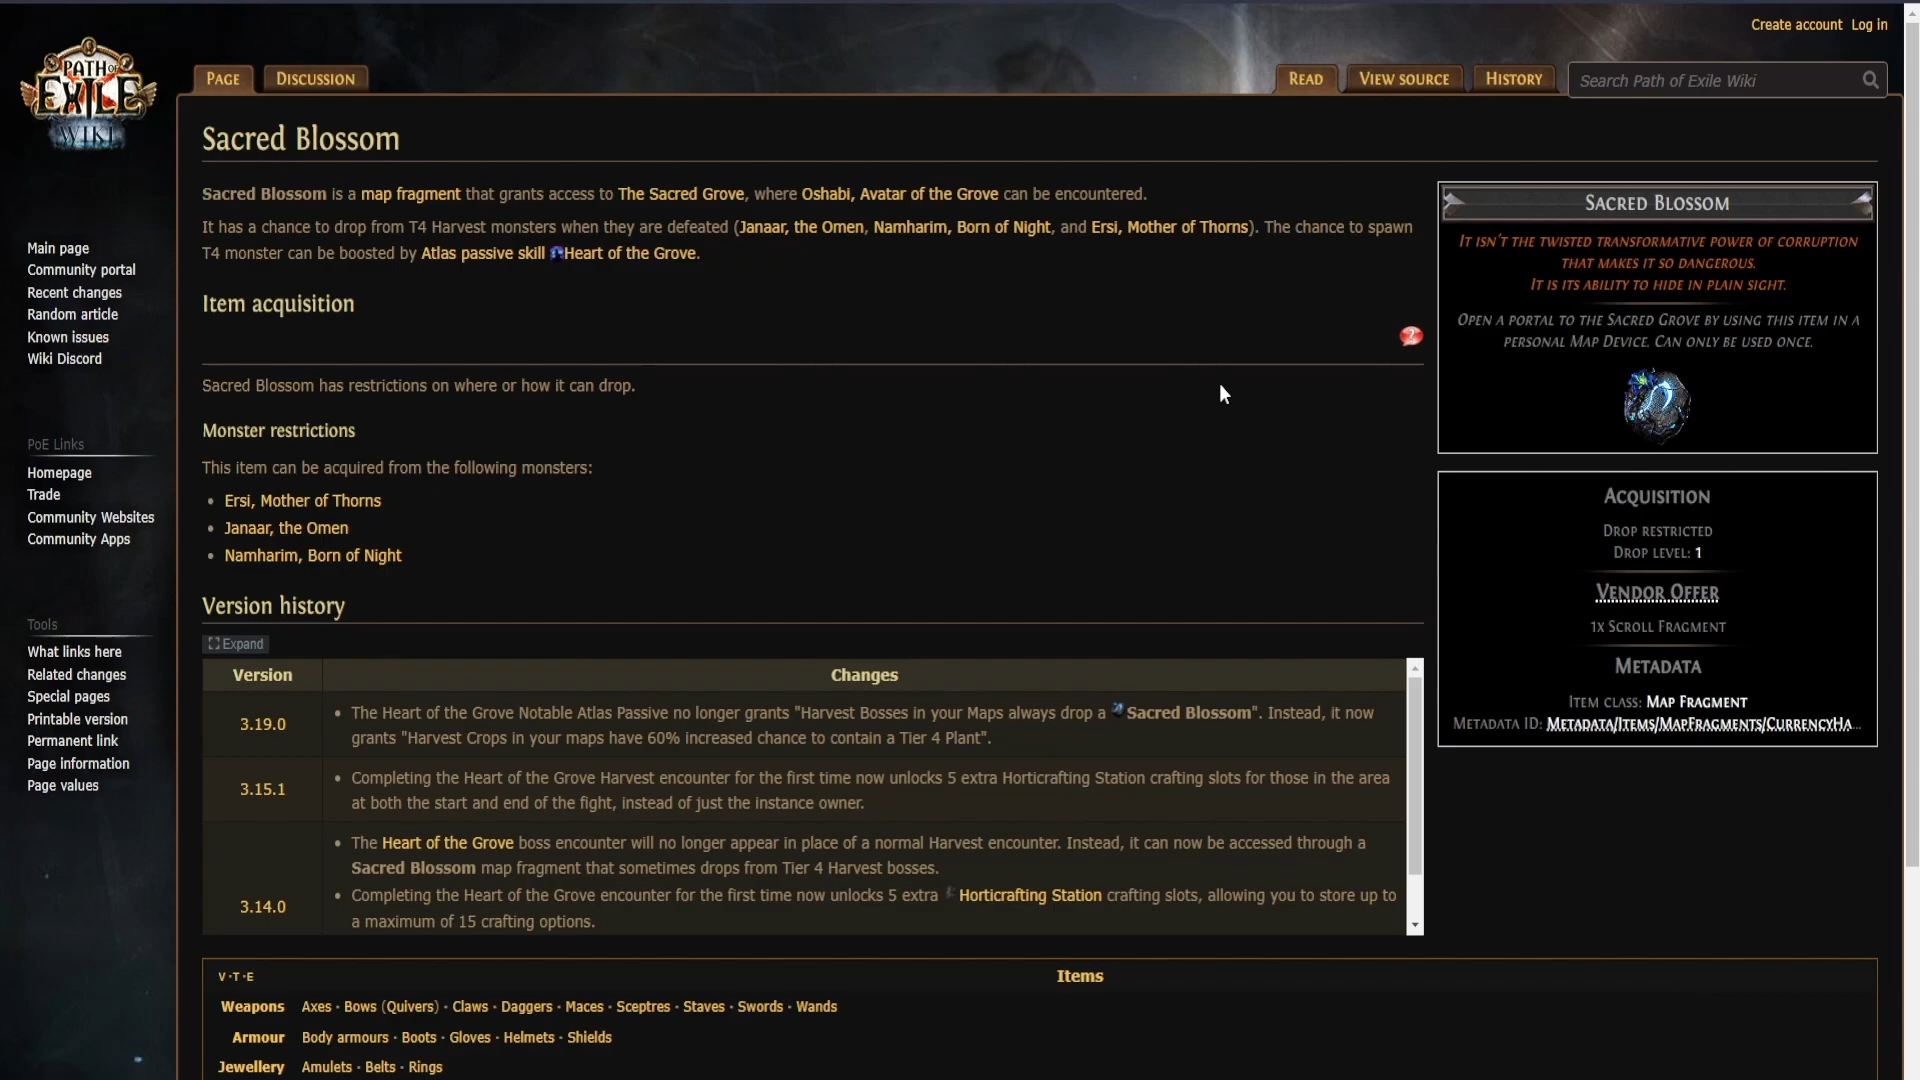 Create account Log in
PATH OF
EXILE
WIKI
PAGE DISCUSSION
READ VIEW SOURCE HISTORY Search Path of Exile Wiki
Main page
Community portal
Recent changes
Random article
Known issues
Wiki Discord
PoE Links
Homepage
Trade
Community Websites
Community Apps
Tools
What links here
Related changes
Special pages
Printable version
Permanent link
Page information
Page values
Sacred Blossom
Sacred Blossom is a map fragment that grants access to The Sacred Grove, where Oshabi, Avatar of the Grove can be encountered.
It has a chance to drop from T4 Harvest monsters when they are defeated (Janaar, the Omen, Namharim, Born of Night, and Ersi, Mother of Thorns). The chance to spawn
T4 monster can be boosted by Atlas passive skill Heart of the Grove.
Item acquisition
?
Sacred Blossom has restrictions on where or how it can drop.
Monster restrictions
This item can be acquired from the following monsters:
• Ersi, Mother of Thorns
• Janaar, the Omen
• Namharim, Born of Night
Version history
Expand
Version Changes
3.19.0
• The Heart of the Grove Notable Atlas Passive no longer grants "Harvest Bosses in your Maps always drop a Sacred Blossom". Instead, it now
grants "Harvest Crops in your maps have 60% increased chance to contain a Tier 4 Plant".
3.15.1
• Completing the Heart of the Grove Harvest encounter for the first time now unlocks 5 extra Horticrafting Station crafting slots for those in the area
at both the start and end of the fight, instead of just the instance owner.
3.14.0
• The Heart of the Grove boss encounter will no longer appear in place of a normal Harvest encounter. Instead, it can now be accessed through a
Sacred Blossom map fragment that sometimes drops from Tier 4 Harvest bosses.
• Completing the Heart of the Grove encounter for the first time now unlocks 5 extra Horticrafting Station crafting slots, allowing you to store up to
a maximum of 15 crafting options.
SACRED BLOSSOM
IT ISN'T THE TWISTED TRANSFORMATIVE POWER OF CORRUPTION
THAT MAKES IT SO DANGEROUS.
IT IS ITS ABILITY TO HIDE IN PLAIN SIGHT.
OPEN A PORTAL TO THE SACRED GROVE BY USING THIS ITEM IN A
PERSONAL MAP DEVICE. CAN ONLY BE USED ONCE.
ACQUISITION
DROP RESTRICTED
DROP LEVEL: 1
VENDOR OFFER
1X SCROLL FRAGMENT
METADATA
ITEM CLASS: MAP FRAGMENT
METADATA ID: METADATA/ITEMS/MAPFRAGMENTS/CURRENCYHA...
V·T·E Items
Weapons Axes · Bows (Quivers) · Claws · Daggers · Maces · Sceptres · Staves · Swords · Wands
Armour Body armours · Boots · Gloves · Helmets · Shields
Jewellery Amulets · Belts · Rings